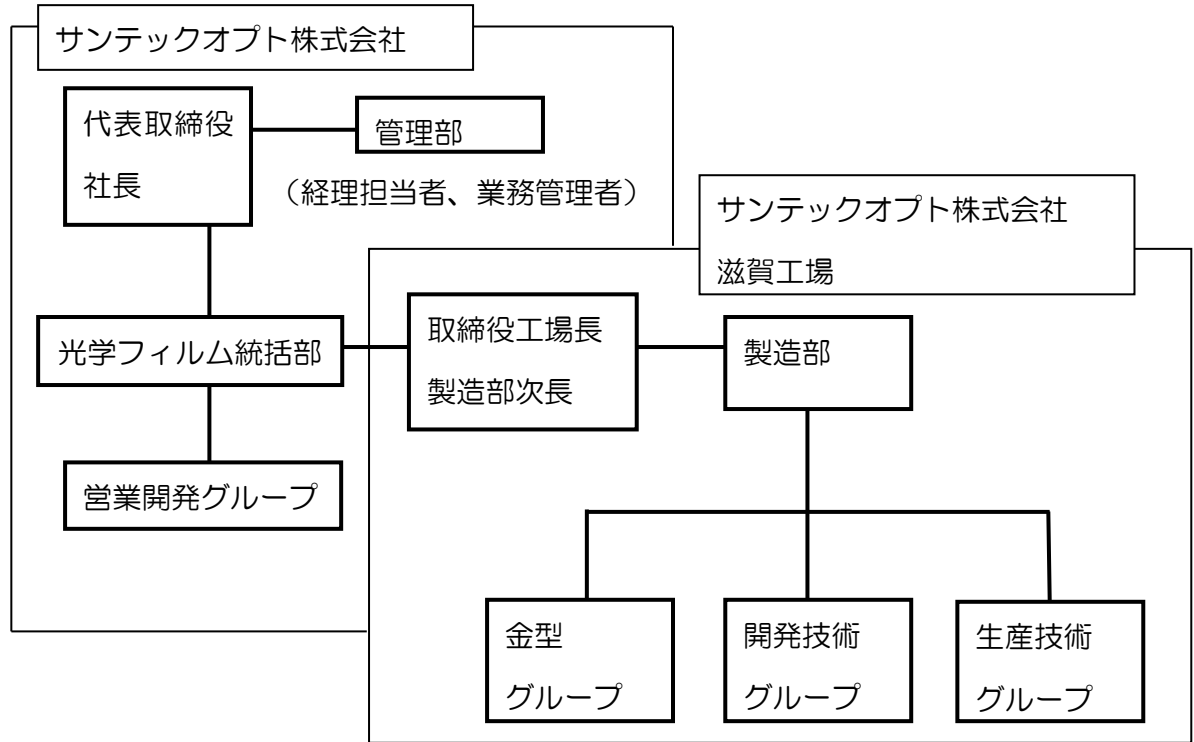 サンテックオプト株式会社
代表取締役
社長
管理部
(経理担当者、業務管理者)
サンテックオプト株式会社
滋賀工場
光学フィルム統括部
取締役工場長
製造部次長
製造部
営業開発グループ
金型
グループ
開発技術
グループ
生産技術
グループ